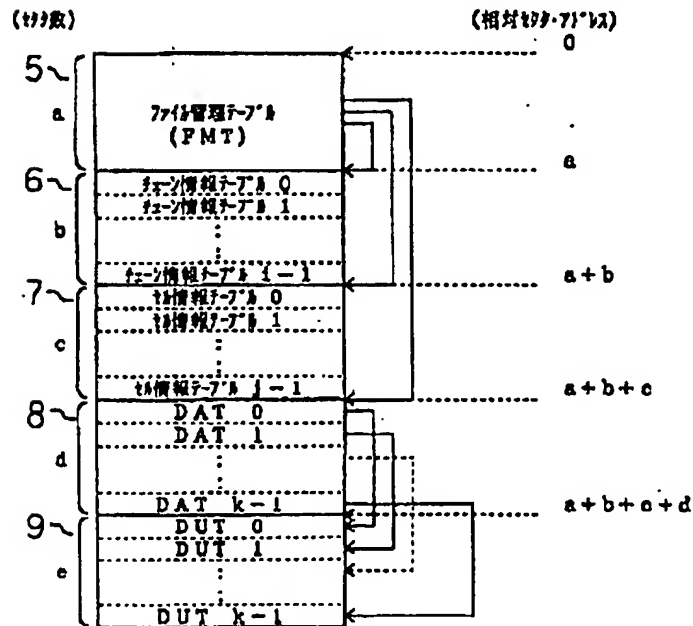 (セクタ数)
(相対セクタ・アドレス)
0
5
a
ファイル管理テーブル
(FMT)
a
6
チェーン情報テーブル 0
チェーン情報テーブル 1
b
チェーン情報テーブル i-1
a+b
7
セル情報テーブル 0
セル情報テーブル 1
c
セル情報テーブル j-1
a+b+c
8
DAT 0
DAT 1
d
DAT k-1
a+b+c+d
9
DUT 0
DUT 1
e
DUT k-1